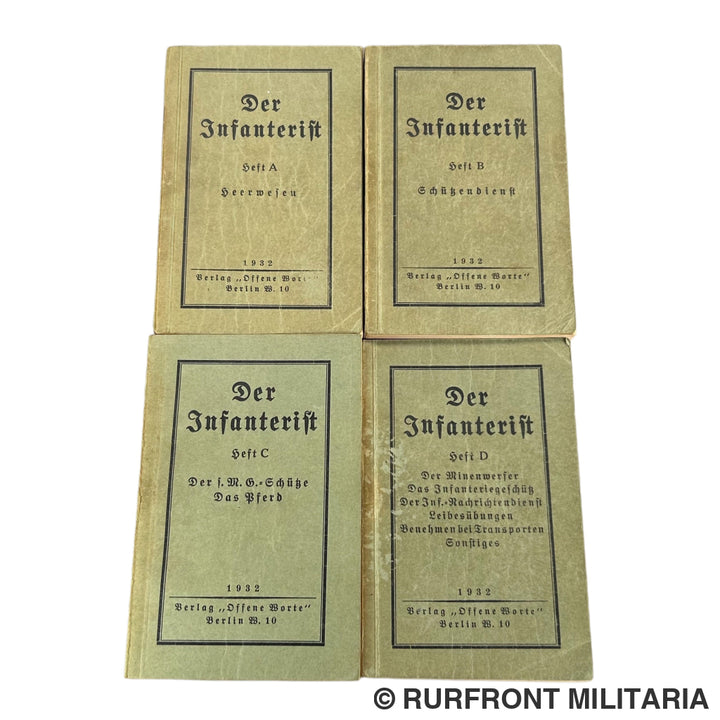 Der
Infanterist
Heft A
Heerwesen
1932
Verlag „Offene Worte“
Berlin W. 10
Der
Infanterist
Heft B
Schützendienst
1932
Verlag „Offene Worte“
Berlin W. 10
Der
Infanterist
Heft C
Der s. M. G.-Schütze
Das Pferd
1932
Verlag „Offene Worte“
Berlin W. 10
Der
Infanterist
Heft D
Der Minenwerfer
Das Infanteriegeschütz
Der Inf.-Nachrichtendienst
Leibesübungen
Benehmen bei Transporten
Sonstiges
1932
Verlag „Offene Worte“
Berlin W. 10
© RURFRONT MILITARIA